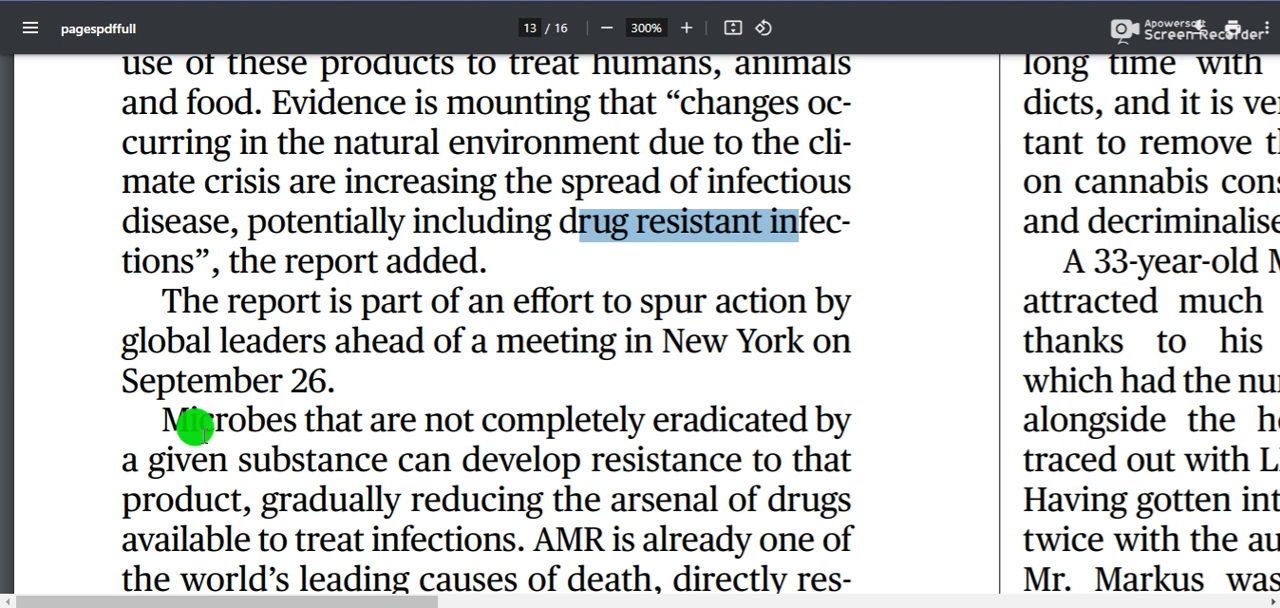 pagespdffull
13 / 16
300%
Apowersoft
Screen Recorder
use of these products to treat humans, animals
and food. Evidence is mounting that “changes oc-
curring in the natural environment due to the cli-
mate crisis are increasing the spread of infectious
disease, potentially including drug resistant infec-
tions”, the report added.
The report is part of an effort to spur action by
global leaders ahead of a meeting in New York on
September 26.
Microbes that are not completely eradicated by
a given substance can develop resistance to that
product, gradually reducing the arsenal of drugs
available to treat infections. AMR is already one of
the world’s leading causes of death, directly res-
long time with
dicts, and it is
tant to remove
on cannabis
and decriminalise
A 33-year-old
attracted much
thanks to his
which had the
alongside the
traced out with
Having gotten
twice with the
Mr. Markus was